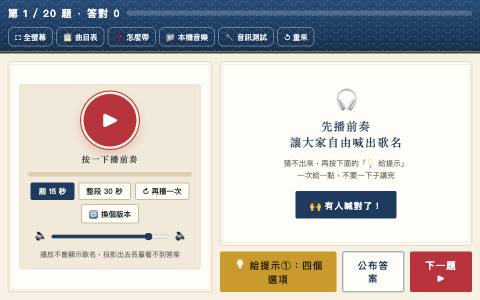 第 1 / 20 題 · 答對 0
全螢幕
曲目表
怎麼帶
本機音樂
音訊測試
重來
按一下播前奏
前 15 秒
整段 30 秒
再播一次
換個版本
播放不會顯示歌名，投影出去長輩看不到答案
先播前奏
讓大家自由喊出歌名
猜不出來，再按下面的「💡 給提示」
一次給一點，不要一下子講完
🙌 有人喊對了！
💡 給提示①：四個
選項
公布答
案
下一題
▶